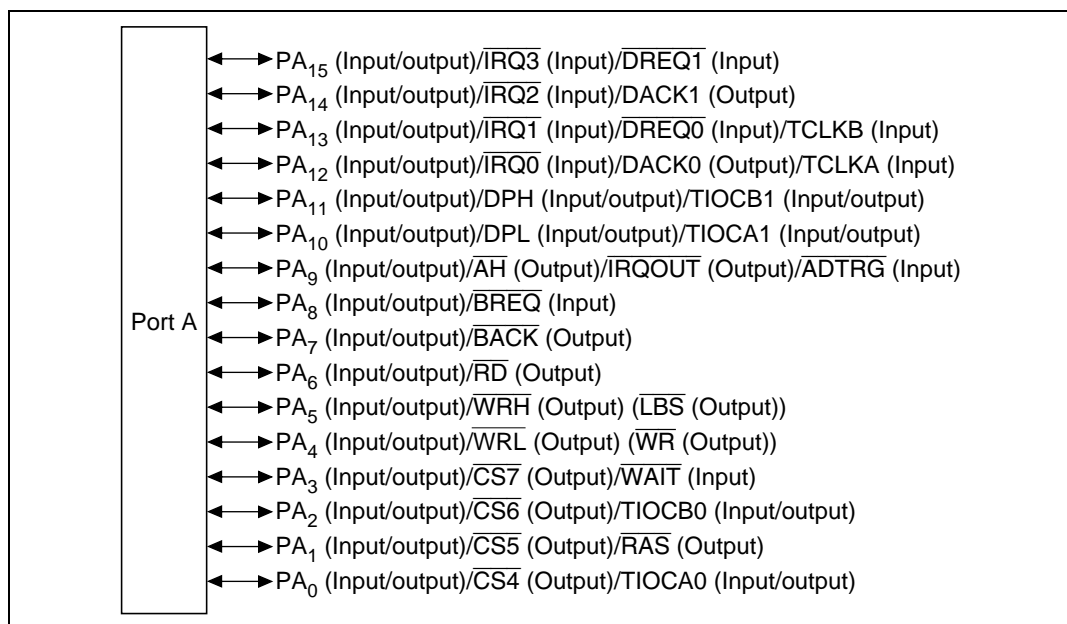 PA15 (Input/output)/IRQ3 (Input)/DREQ1 (Input)
PA14 (Input/output)/IRQ2 (Input)/DACK1 (Output)
PA13 (Input/output)/IRQ1 (Input)/DREQ0 (Input)/TCLKB (Input)
PA12 (Input/output)/IRQ0 (Input)/DACK0 (Output)/TCLKA (Input)
PA11 (Input/output)/DPH (Input/output)/TIOCB1 (Input/output)
PA10 (Input/output)/DPL (Input/output)/TIOCA1 (Input/output)
PA9 (Input/output)/AH (Output)/IRQOUT (Output)/ADTRG (Input)
PA8 (Input/output)/BREQ (Input)
Port A
PA7 (Input/output)/BACK (Output)
PA6 (Input/output)/RD (Output)
PA5 (Input/output)/WRH (Output) (LBS (Output))
PA4 (Input/output)/WRL (Output) (WR (Output))
PA3 (Input/output)/CS7 (Output)/WAIT (Input)
PA2 (Input/output)/CS6 (Output)/TIOCB0 (Input/output)
PA1 (Input/output)/CS5 (Output)/RAS (Output)
PA0 (Input/output)/CS4 (Output)/TIOCA0 (Input/output)